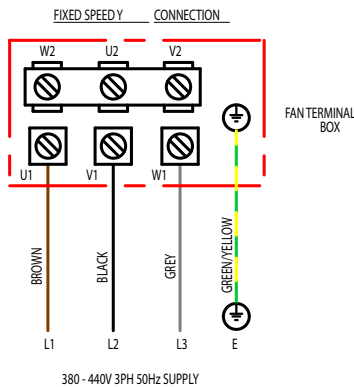 FIXED SPEED Y CONNECTION
W2 U2 V2
FAN TERMINAL
BOX
U1 V1 W1
BROWN
BLACK
GREY
GREEN/YELLOW
L1 L2 L3 E
380 - 440V 3PH 50Hz SUPPLY